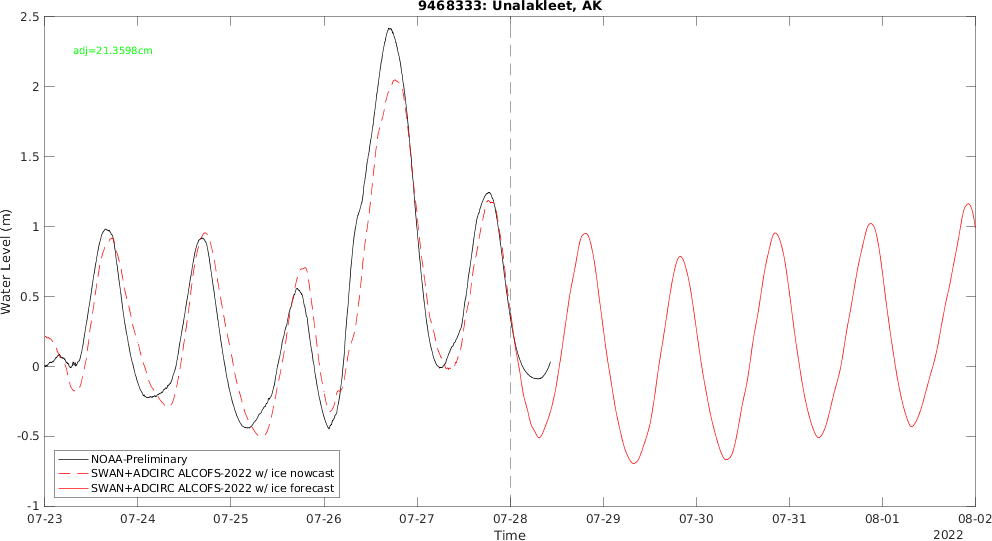 9468333: Unalakleet, AK
adj=21.3598cm
2.5
2
1.5
1
0.5
0
-0.5
-1
Water Level (m)
NOAA-Preliminary
SWAN+ADCIRC ALCOFS-2022 w/ ice nowcast
SWAN+ADCIRC ALCOFS-2022 w/ ice forecast
07-23 07-24 07-25 07-26 07-27 07-28 07-29 07-30 07-31 08-01 08-02
Time
2022